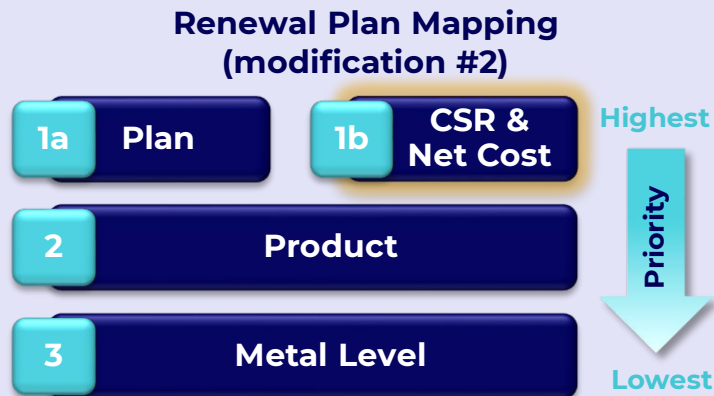 Renewal Plan Mapping
(modification #2)
1a Plan
1b CSR &
Net Cost
Highest
2 Product
Priority
3 Metal Level
Lowest